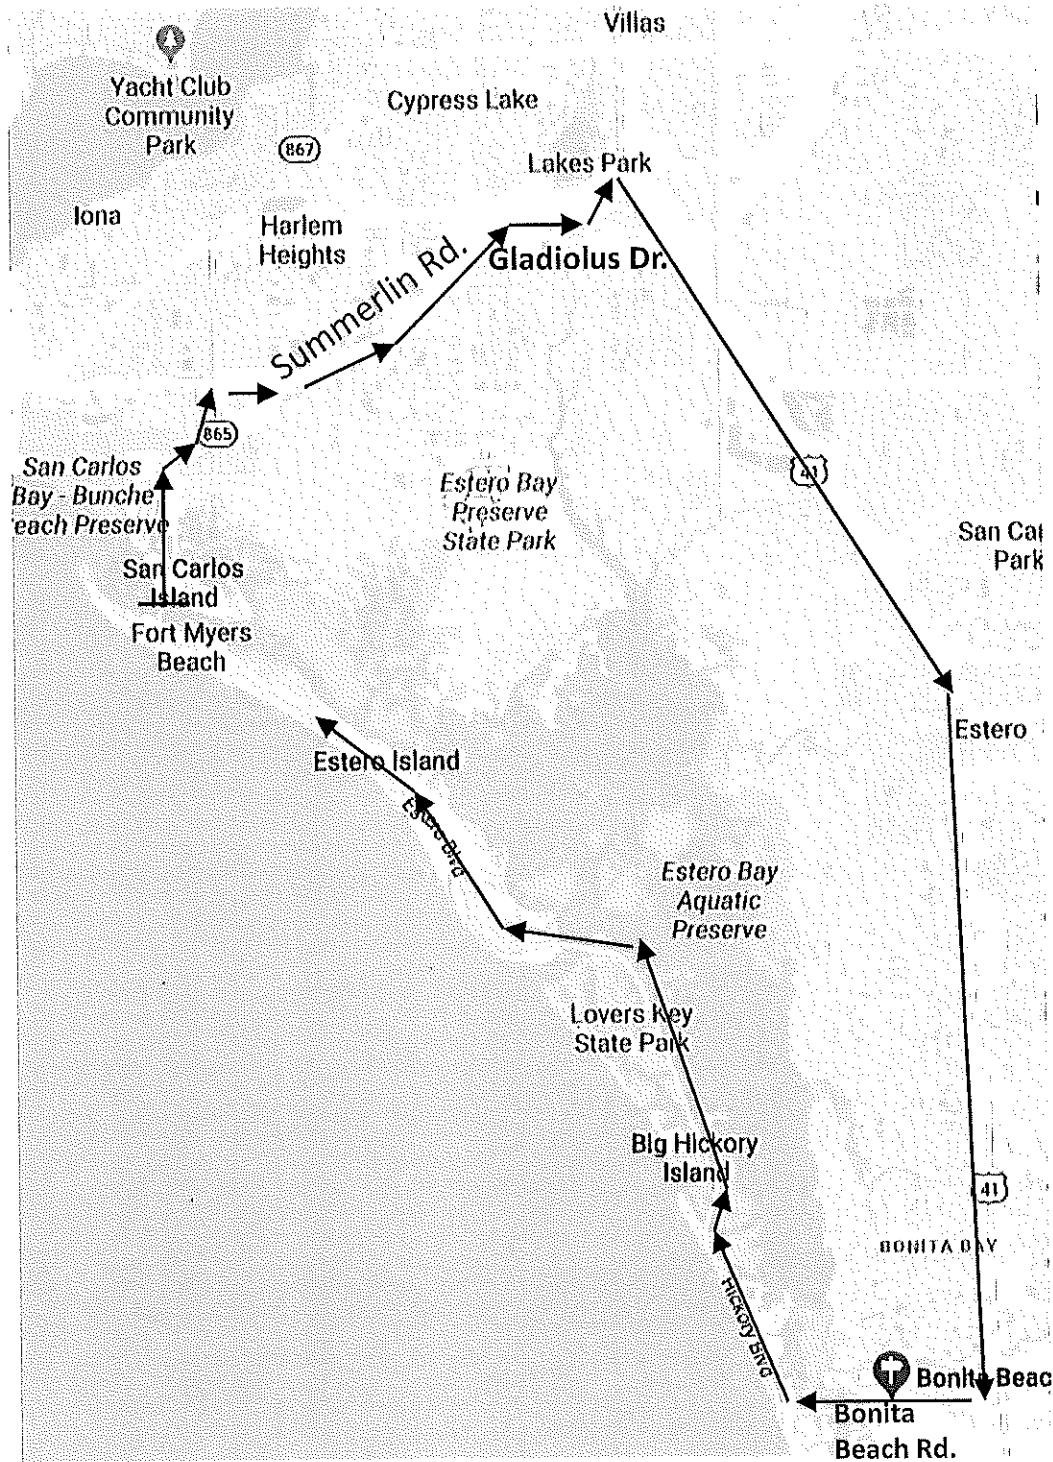 Villas
Yacht Club
Community
Park
Cypress Lake
867
Lakes Park
Iona
Harlem
Heights
Gladiolus Dr.
Summerlin Rd.
865
San Carlos
Bay - Bunche
each Preserve
Estero Bay
Preserve
State Park
41
San Car
Park
San Carlos
Island
Fort Myers
Beach
Estero
Estero Island
Estero Blvd
Estero Bay
Aquatic
Preserve
Lovers Key
State Park
Big Hickory
Island
41
BONITA BAY
Hickory Blvd
Bonita Beac
Bonita
Beach Rd.